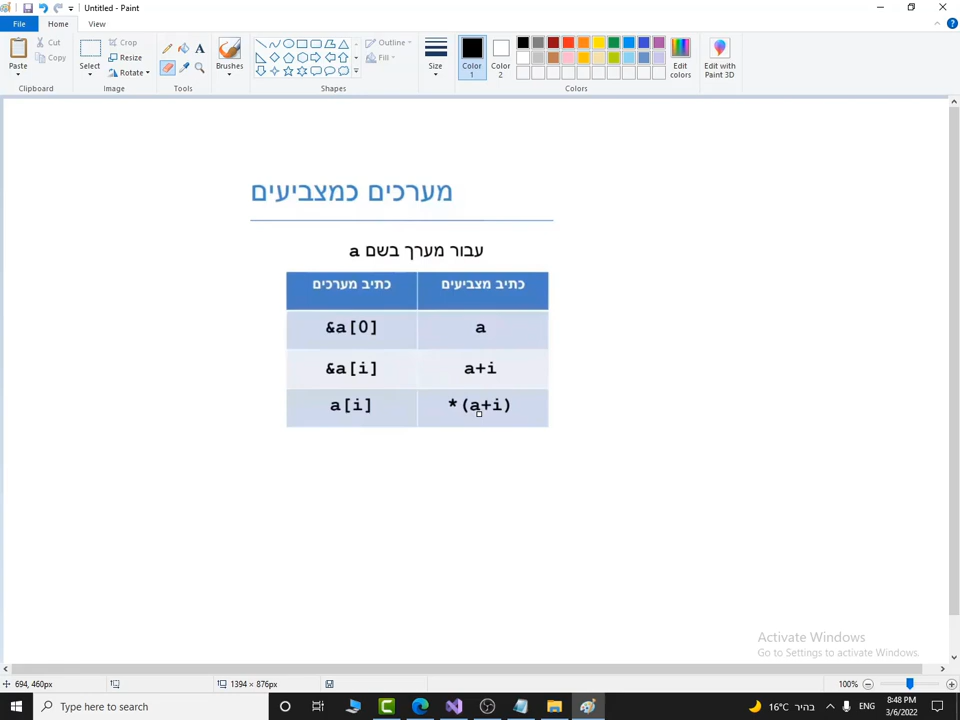 Untitled - Paint
File Home View
Paste Cut Copy Clipboard
Select Crop Resize Rotate Image
Tools
Brushes
Shapes Outline Fill
Size
Color 1 Color 2 Colors
Edit colors
Edit with Paint 3D
מערכים כמצביעים
עבור מערך בשם a
כתיב מערכים כתיב מצביעים
&a[0] a
&a[i] a+i
a[i] *(a+i)
Activate Windows
Go to Settings to activate Windows.
694, 460px 1394 × 876px 100%
Type here to search 16°C בהיר ENG 8:48 PM
3/6/2022